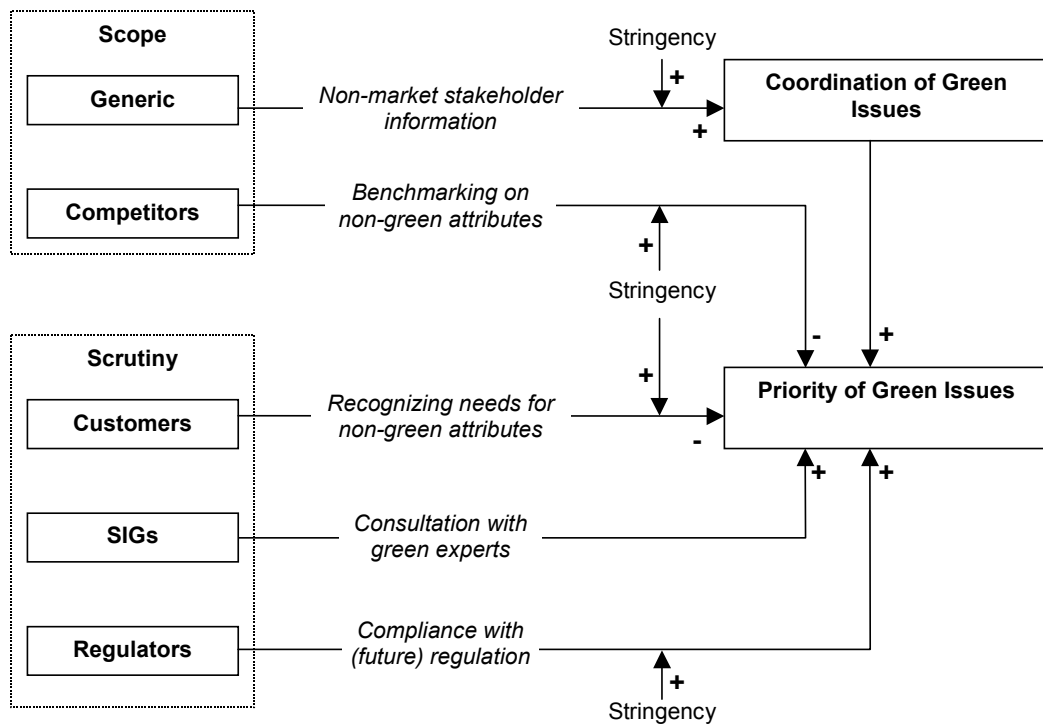 Scope
Generic
Competitors
Non-market stakeholder
information
Benchmarking on
non-green attributes
Stringency
+
+
Coordination of Green
Issues
+
Stringency
+
-
+
Scrutiny
Customers
SIGs
Regulators
Recognizing needs for
non-green attributes
-
Priority of Green Issues
+
+
Consultation with
green experts
Compliance with
(future) regulation
+
Stringency